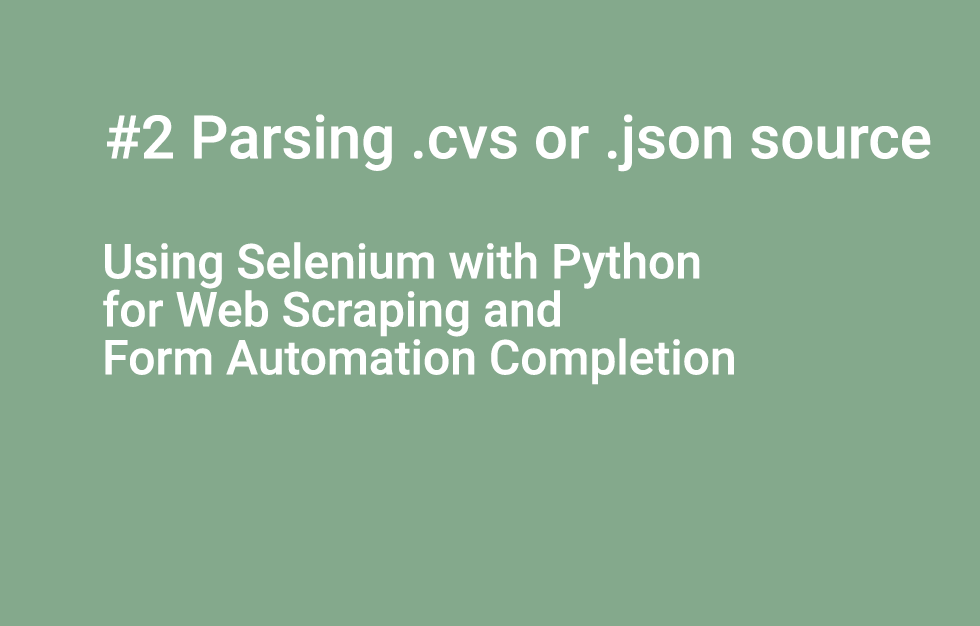 #2 Parsing .cvs or .json source
Using Selenium with Python
for Web Scraping and
Form Automation Completion